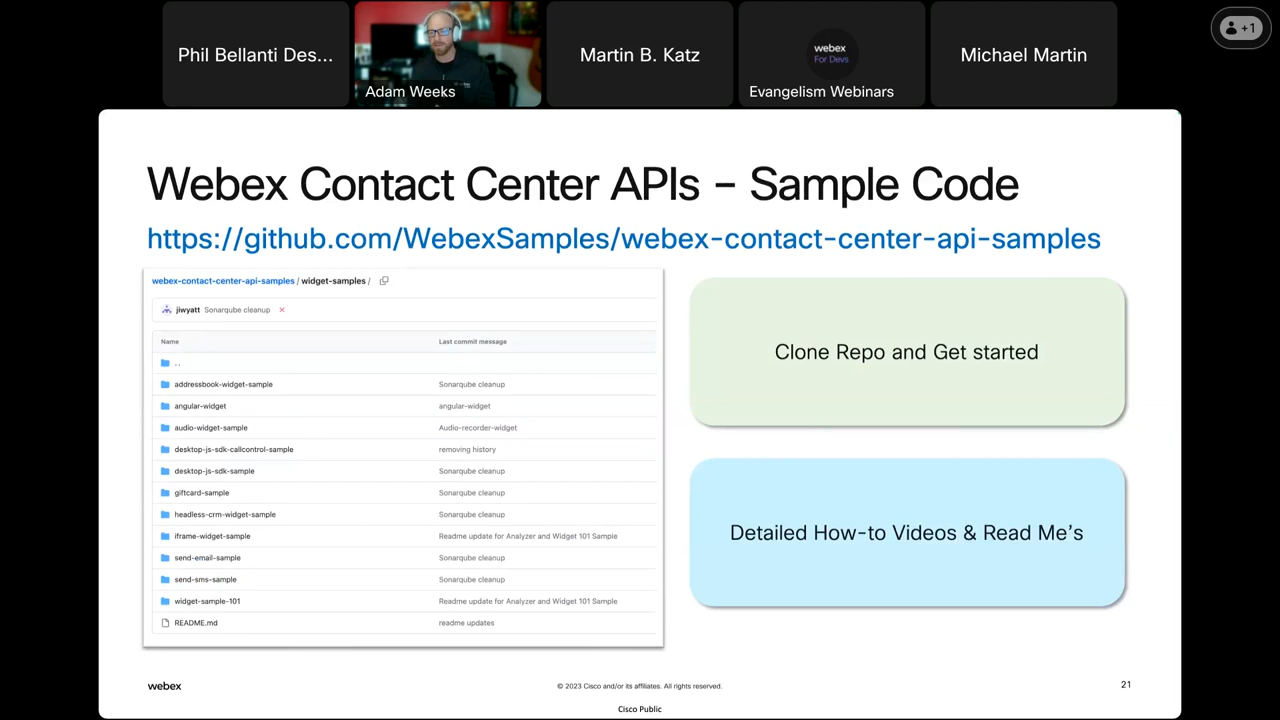 Phil Bellanti Des...
Adam Weeks
Martin B. Katz
webex
For Devs
Evangelism Webinars
Michael Martin
+1
Webex Contact Center APIs – Sample Code
https://github.com/WebexSamples/webex-contact-center-api-samples
webex-contact-center-api-samples / widget-samples /
jiwyatt Sonarqube cleanup
Name Last commit message
..
addressbook-widget-sample Sonarqube cleanup
angular-widget angular-widget
audio-widget-sample Audio-recorder-widget
desktop-js-sdk-callcontrol-sample removing history
desktop-js-sdk-sample Sonarqube cleanup
giftcard-sample Sonarqube cleanup
headless-crm-widget-sample Sonarqube cleanup
iframe-widget-sample Readme update for Analyzer and Widget 101 Sample
send-email-sample Sonarqube cleanup
send-sms-sample Sonarqube cleanup
widget-sample-101 Readme update for Analyzer and Widget 101 Sample
README.md readme updates
Clone Repo and Get started
Detailed How-to Videos & Read Me's
webex
© 2023 Cisco and/or its affiliates. All rights reserved.
21
Cisco Public